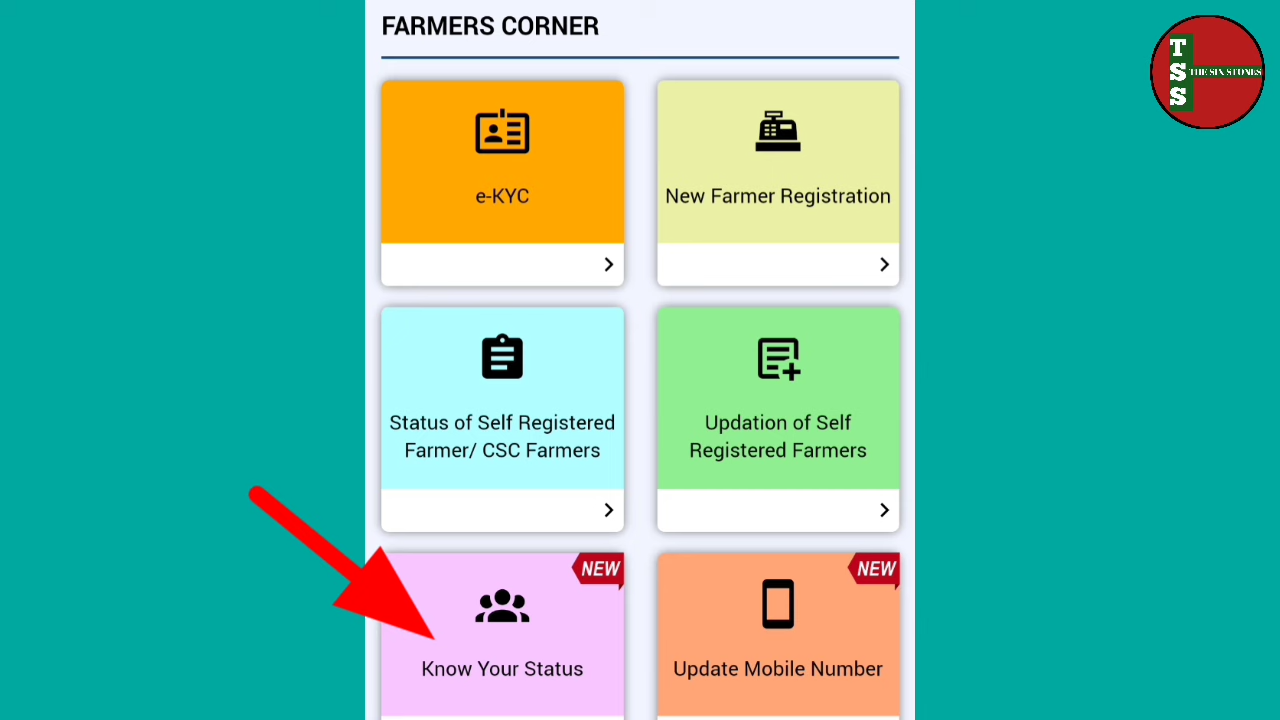 FARMERS CORNER
e-KYC
New Farmer Registration
Status of Self Registered
Farmer/ CSC Farmers
Updation of Self
Registered Farmers
NEW
Know Your Status
NEW
Update Mobile Number
TSS
THE SIX STONES